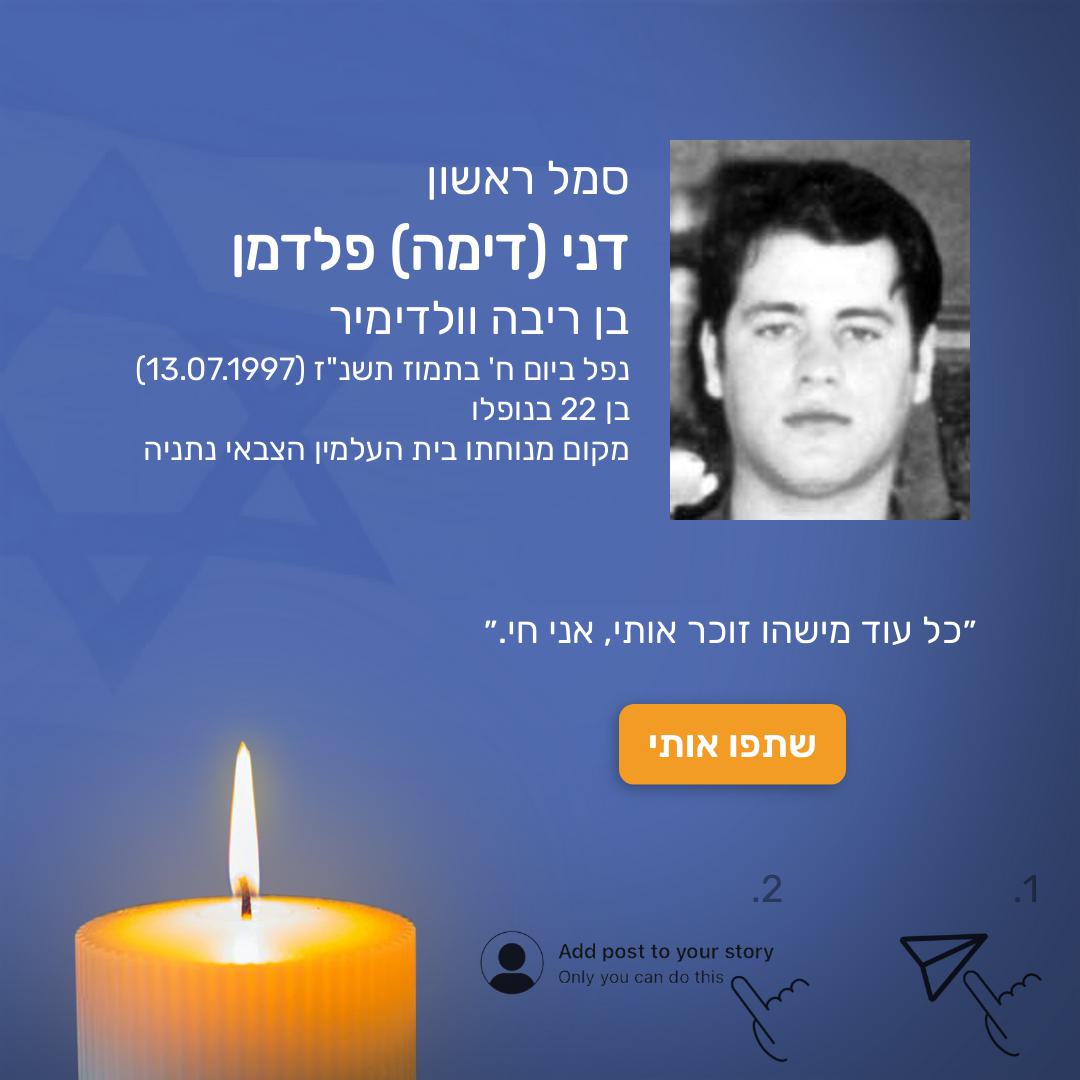 סמל ראשון
דני (דימה) פלדמן
בן ריבה וולדימיר
נפל ביום ח' בתמוז תשנ"ז (13.07.1997)
בן 22 בנופלו
מקום מנוחתו בית העלמין הצבאי נתניה
״כל עוד מישהו זוכר אותי, אני חי.״
שתפו אותי
1.
2.
Add post to your story
Only you can do this